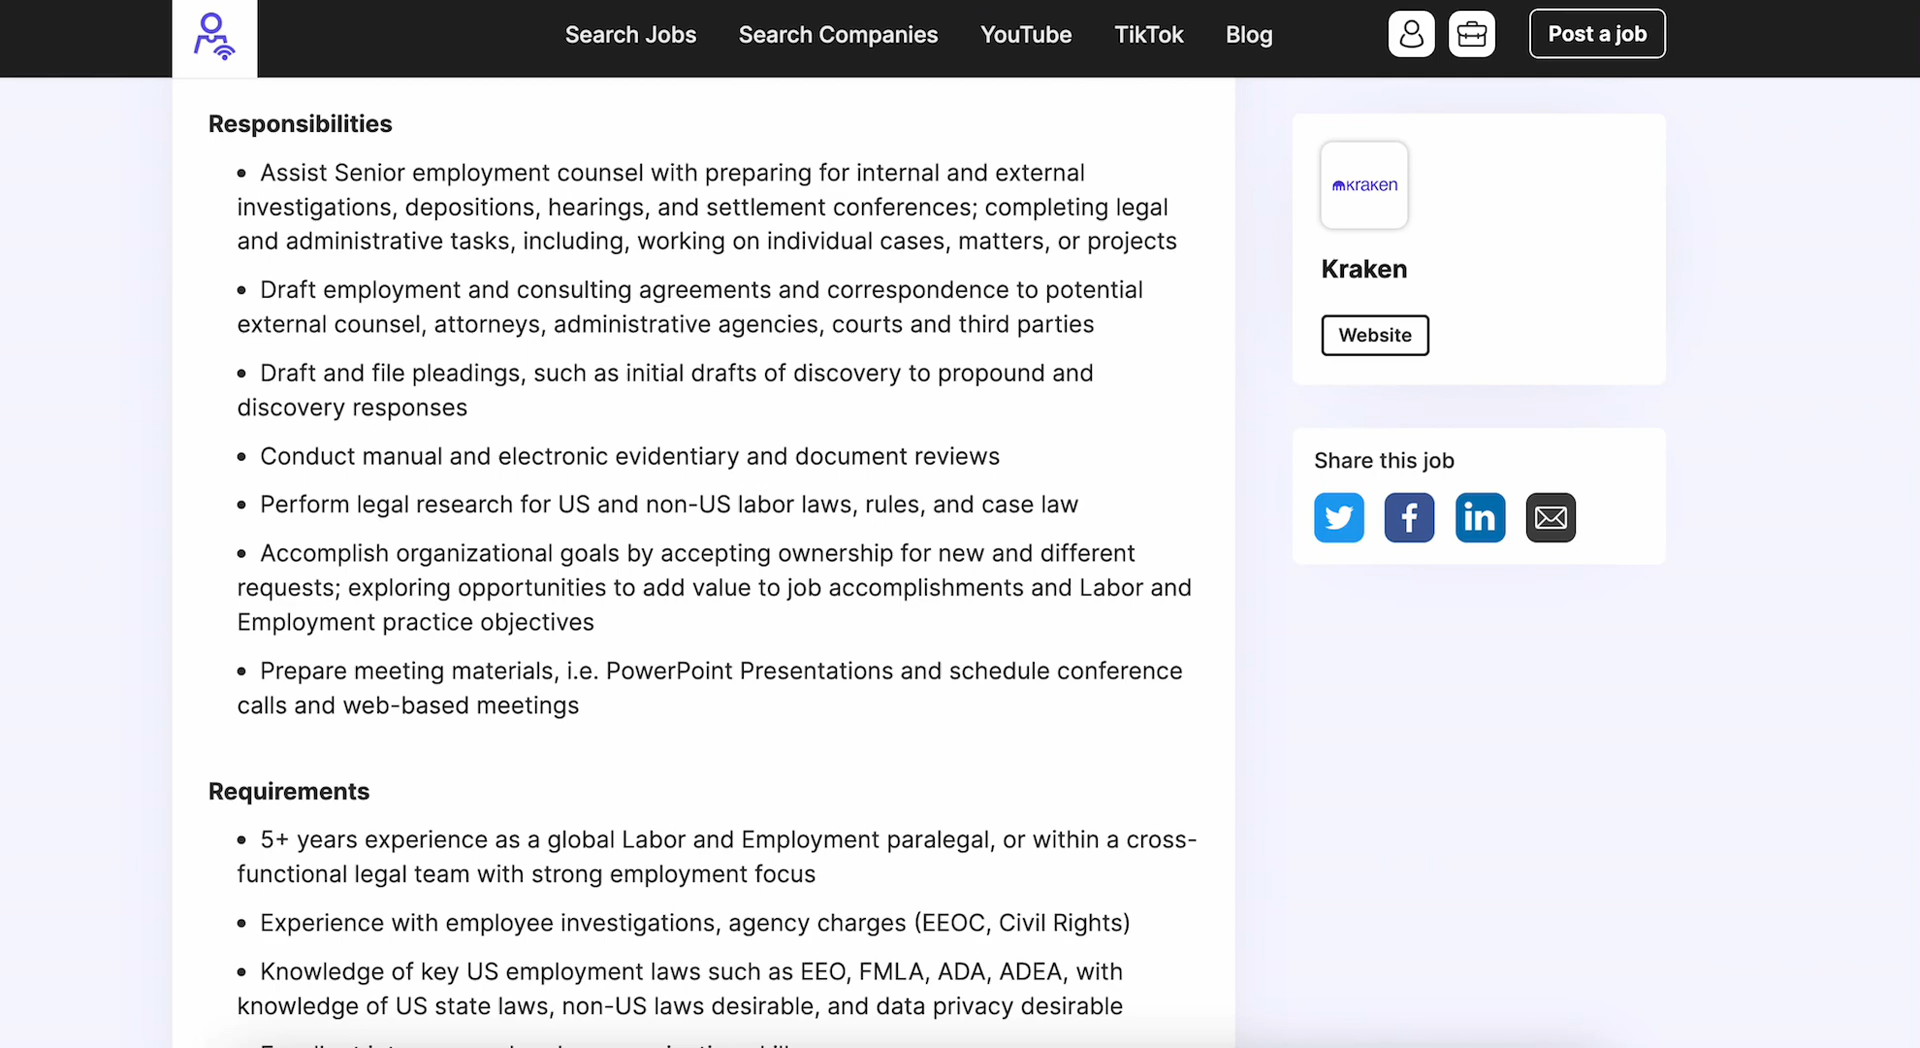 Search Jobs
Search Companies
YouTube
TikTok
Blog
Post a job
Responsibilities
• Assist Senior employment counsel with preparing for internal and external
investigations, depositions, hearings, and settlement conferences; completing legal
and administrative tasks, including, working on individual cases, matters, or projects
• Draft employment and consulting agreements and correspondence to potential
external counsel, attorneys, administrative agencies, courts and third parties
• Draft and file pleadings, such as initial drafts of discovery to propound and
discovery responses
• Conduct manual and electronic evidentiary and document reviews
• Perform legal research for US and non-US labor laws, rules, and case law
• Accomplish organizational goals by accepting ownership for new and different
requests; exploring opportunities to add value to job accomplishments and Labor and
Employment practice objectives
• Prepare meeting materials, i.e. PowerPoint Presentations and schedule conference
calls and web-based meetings
Requirements
• 5+ years experience as a global Labor and Employment paralegal, or within a cross-
functional legal team with strong employment focus
• Experience with employee investigations, agency charges (EEOC, Civil Rights)
• Knowledge of key US employment laws such as EEO, FMLA, ADA, ADEA, with
knowledge of US state laws, non-US laws desirable, and data privacy desirable
kraken
Kraken
Website
Share this job
in